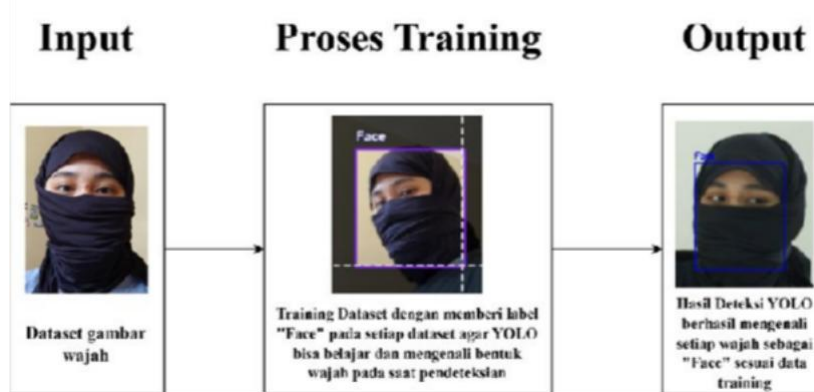 Input
Proses Training
Output
Dataset gambar
wajah
Face
Training Dataset dengan memberi label
"Face" pada setiap dataset agar YOLO
bisa belajar dan mengenali bentuk
wajah pada saat pendeteksian
Face
Hasil Deteksi YOLO
berhasil mengenali
setiap wajah sebagai
"Face" sesuai data
training